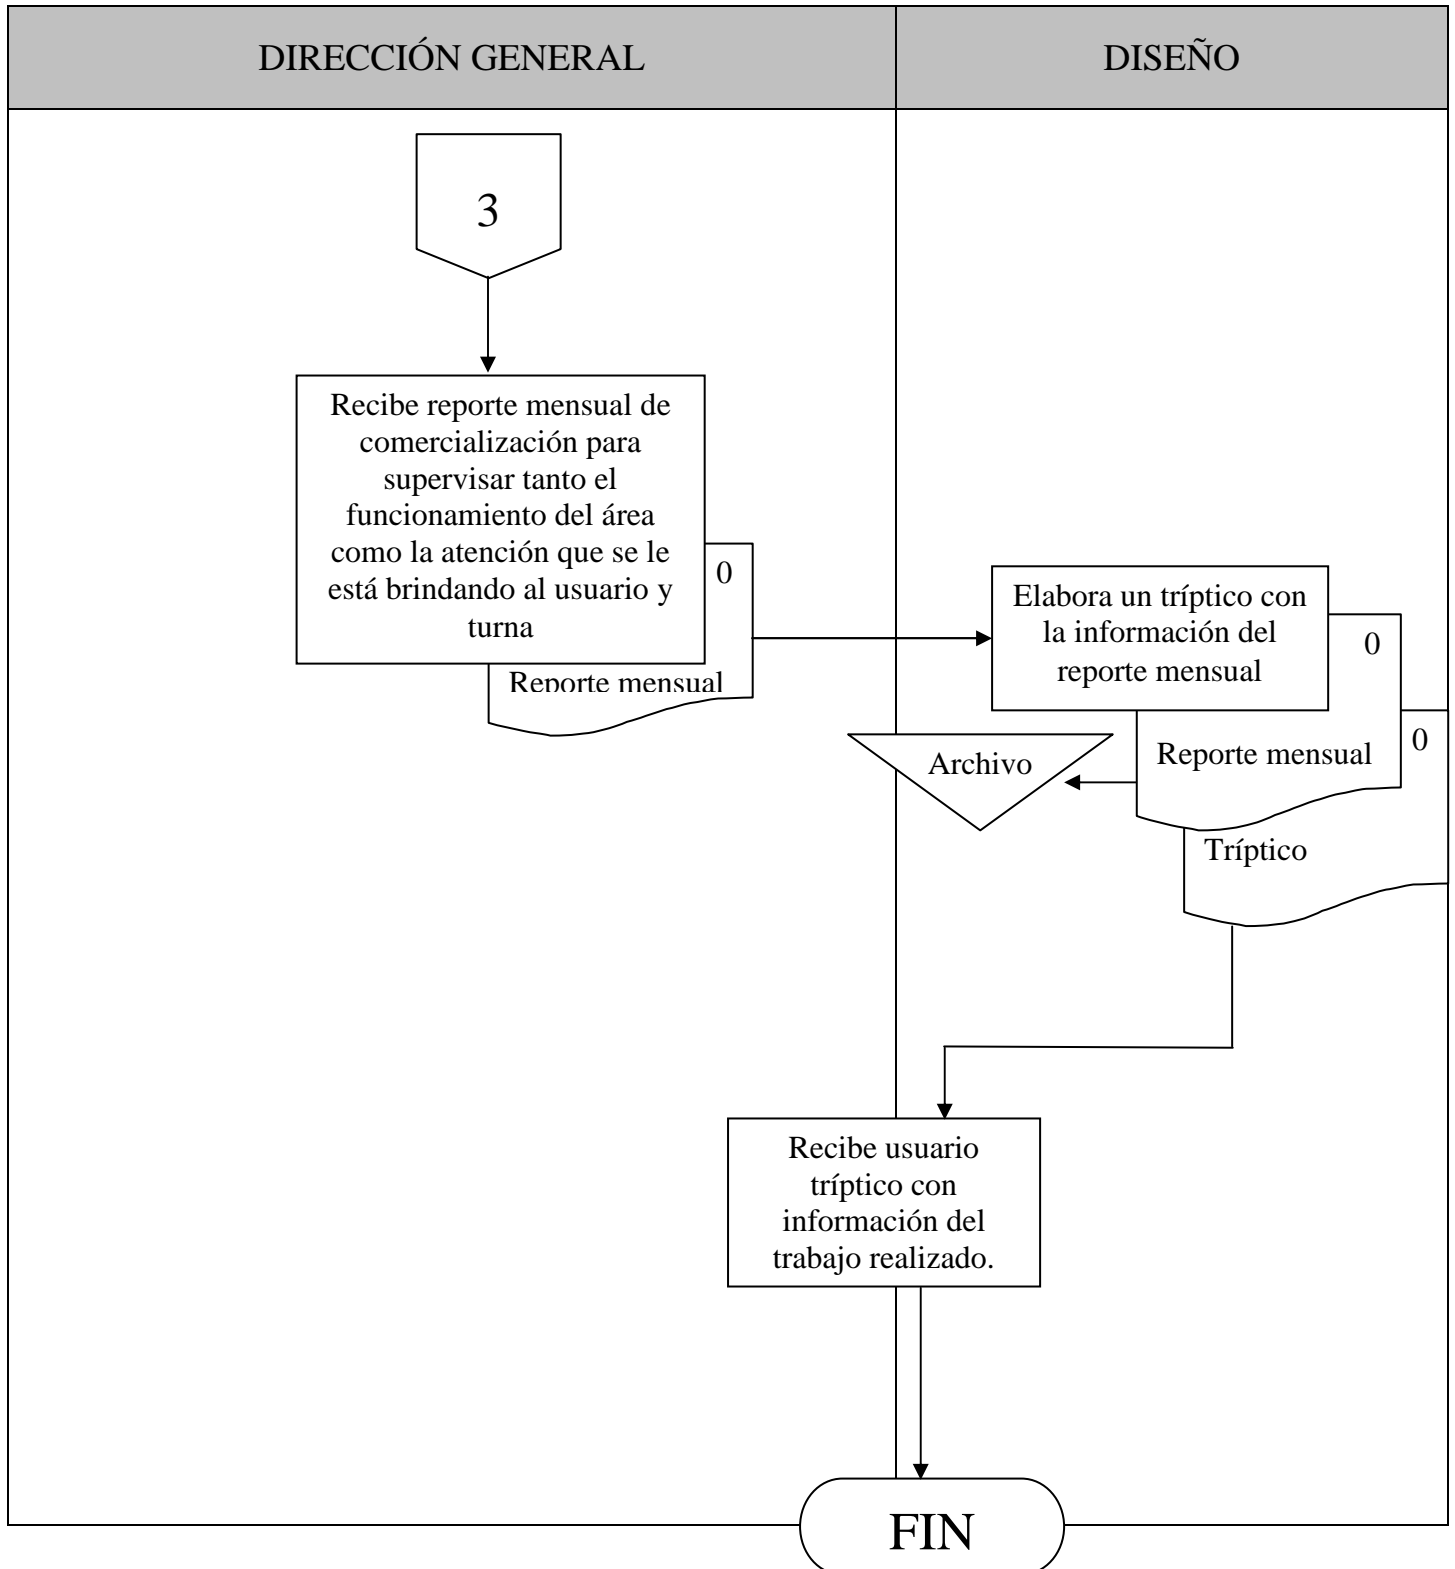 DIRECCIÓN GENERAL
DISEÑO
3
Recibe reporte mensual de
comercialización para
supervisar tanto el
funcionamiento del área
como la atención que se le
está brindando al usuario y
turna
0
Reporte mensual
Elabora un tríptico con
la información del
reporte mensual
0
Reporte mensual
0
Tríptico
Archivo
Recibe usuario
tríptico con
información del
trabajo realizado.
FIN